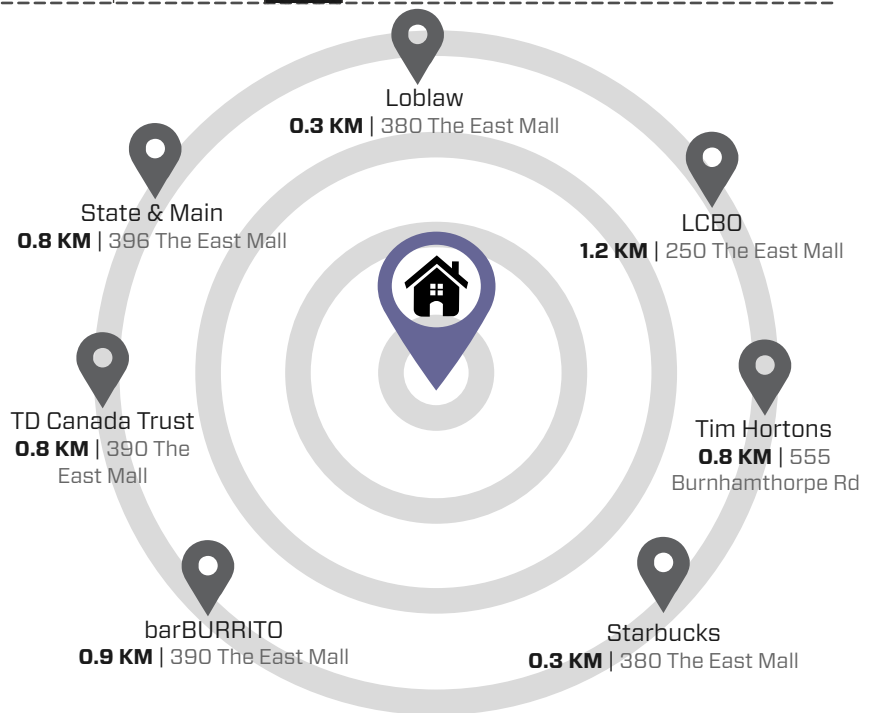 Loblaw
0.3 KM | 380 The East Mall
State & Main
0.8 KM | 396 The East Mall
LCBO
1.2 KM | 250 The East Mall
TD Canada Trust
0.8 KM | 390 The
East Mall
Tim Hortons
0.8 KM | 555
Burnhamthorpe Rd
barBURRITO
0.9 KM | 390 The East Mall
Starbucks
0.3 KM | 380 The East Mall